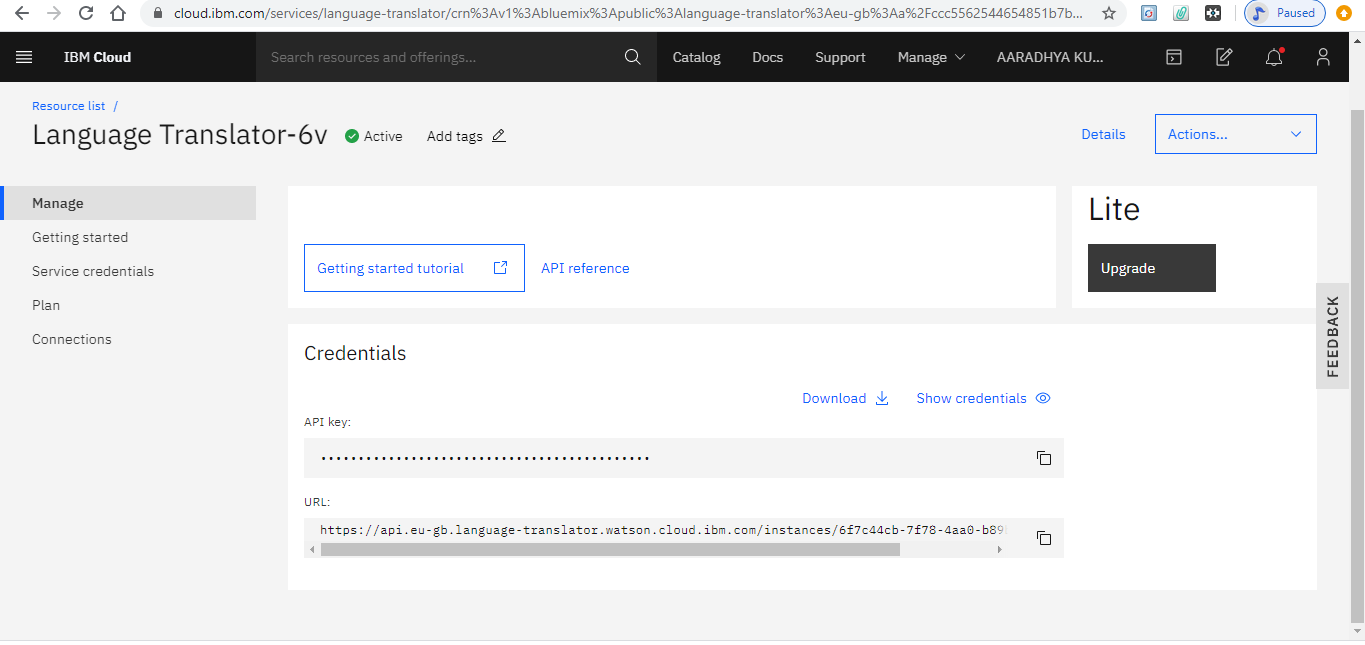 cloud.ibm.com/services/language-translator/crn%3Av1%3Abluemix%3Apublic%3Alanguage-translator%3Aeu-gb%3Aa%2Fccc5562544654851b7b... Paused
IBM Cloud Search resources and offerings... Catalog Docs Support Manage AARADHYA KU...
Resource list /
Language Translator-6v Active Add tags Details Actions...
Manage
Getting started
Service credentials
Plan
Connections
Getting started tutorial API reference
Lite
Upgrade
FEEDBACK
Credentials
Download Show credentials
API key:
............................................
URL:
https://api.eu-gb.language-translator.watson.cloud.ibm.com/instances/6f7c44cb-7f78-4aa0-b89